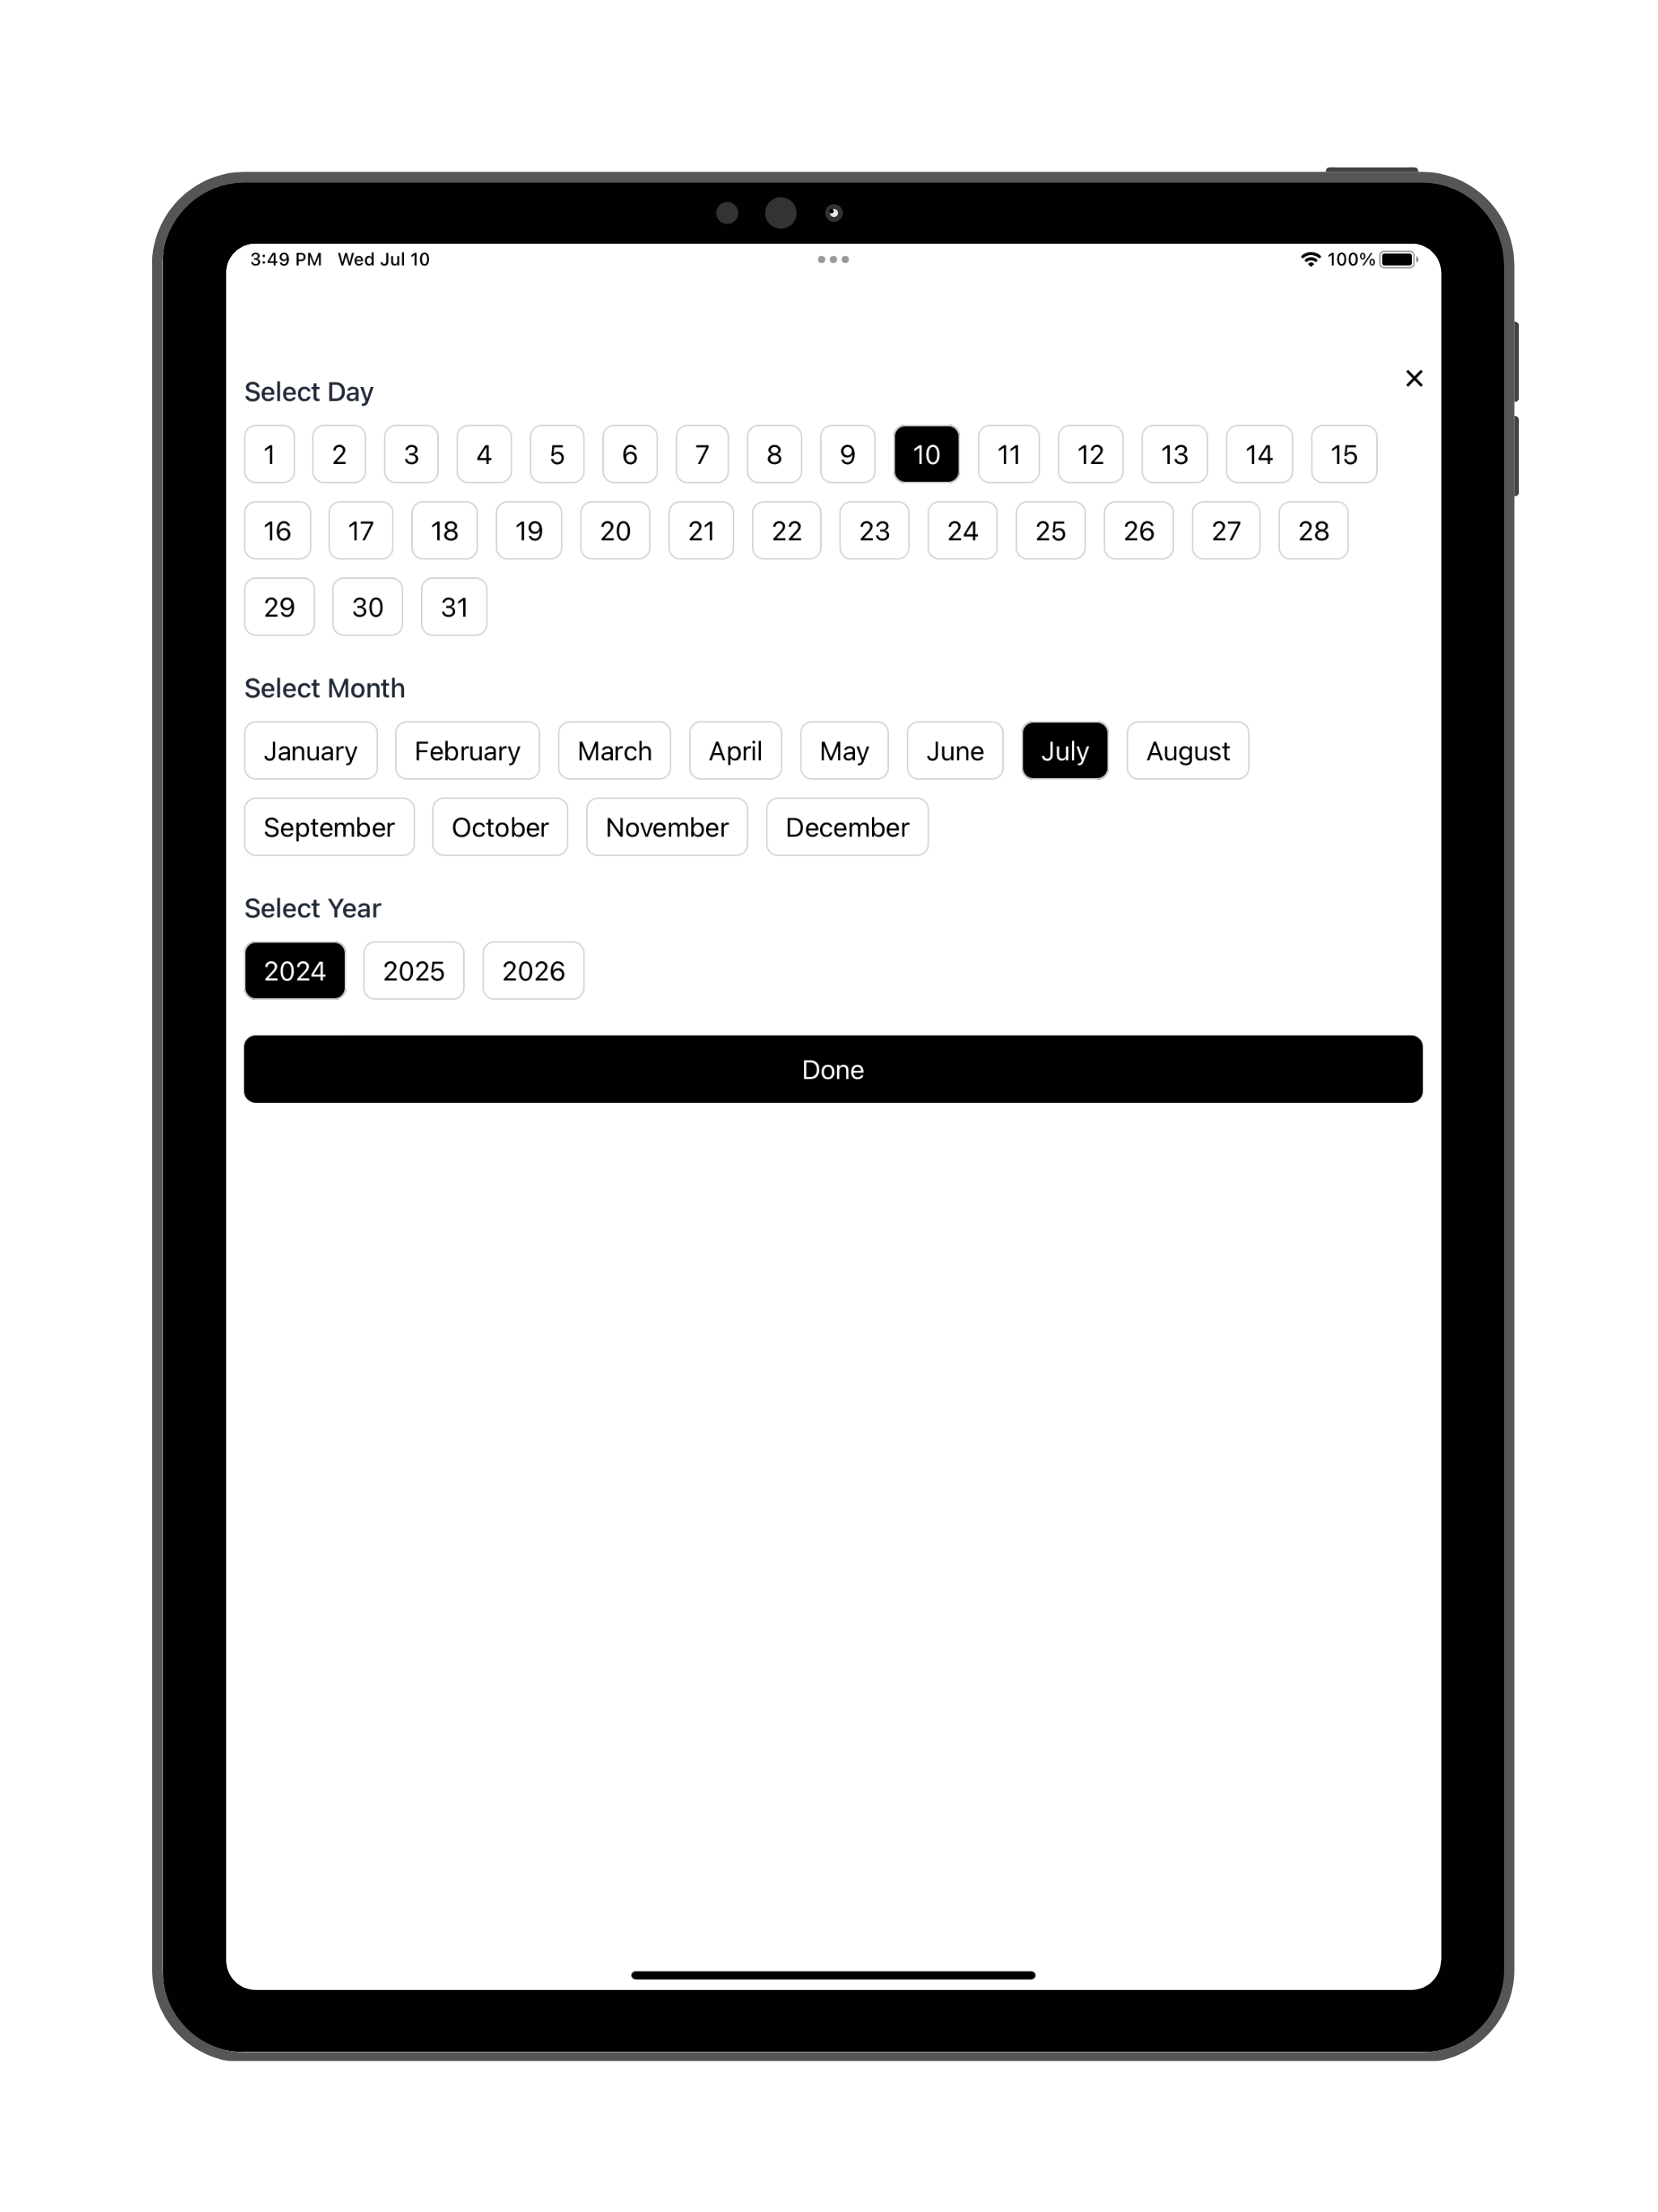 3:49 PM Wed Jul 10 100%
Select Day
1 2 3 4 5 6 7 8 9 10 11 12 13 14 15
16 17 18 19 20 21 22 23 24 25 26 27 28
29 30 31
Select Month
January February March April May June July August
September October November December
Select Year
2024 2025 2026
Done